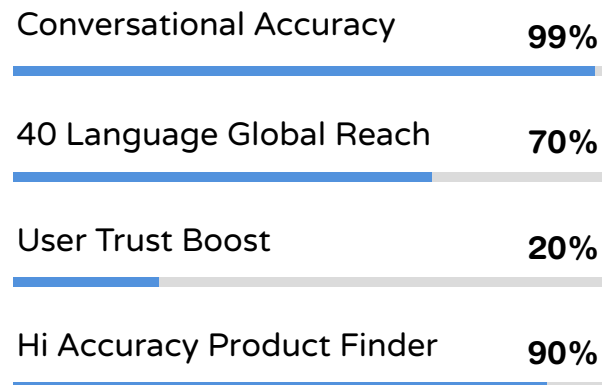 Conversational Accuracy 99%
40 Language Global Reach 70%
User Trust Boost 20%
Hi Accuracy Product Finder 90%